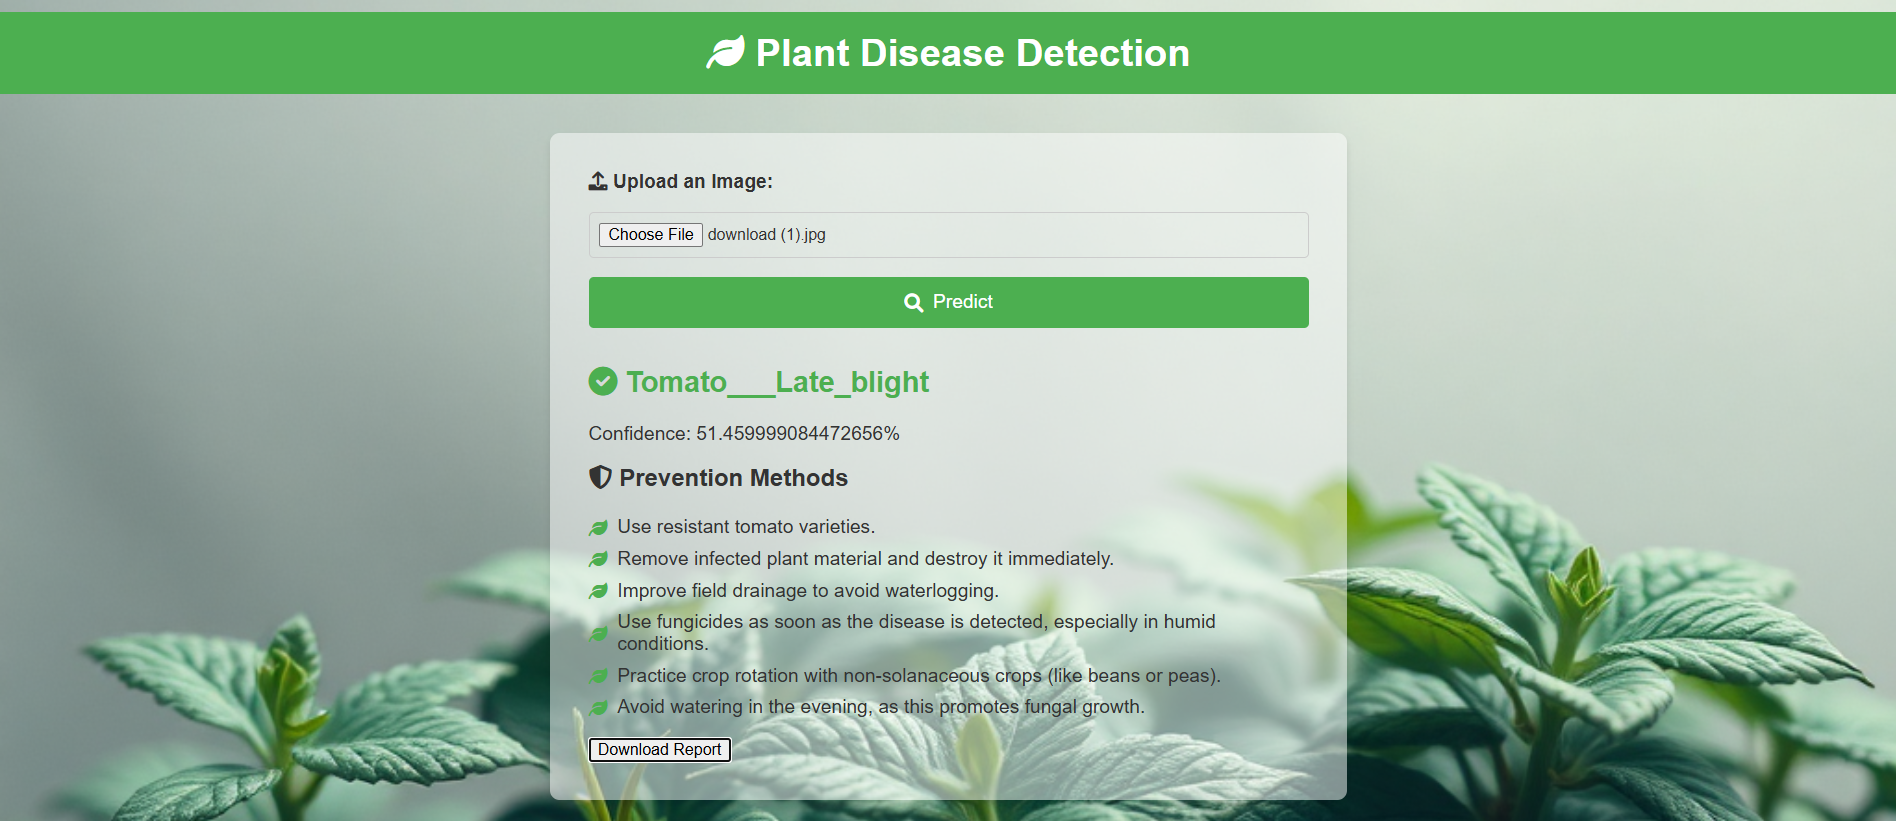 Plant Disease Detection
Upload an Image:
Choose File download (1).jpg
Predict
Tomato___Late_blight
Confidence: 51.459999084472656%
Prevention Methods
Use resistant tomato varieties.
Remove infected plant material and destroy it immediately.
Improve field drainage to avoid waterlogging.
Use fungicides as soon as the disease is detected, especially in humid
conditions.
Practice crop rotation with non-solanaceous crops (like beans or peas).
Avoid watering in the evening, as this promotes fungal growth.
Download Report